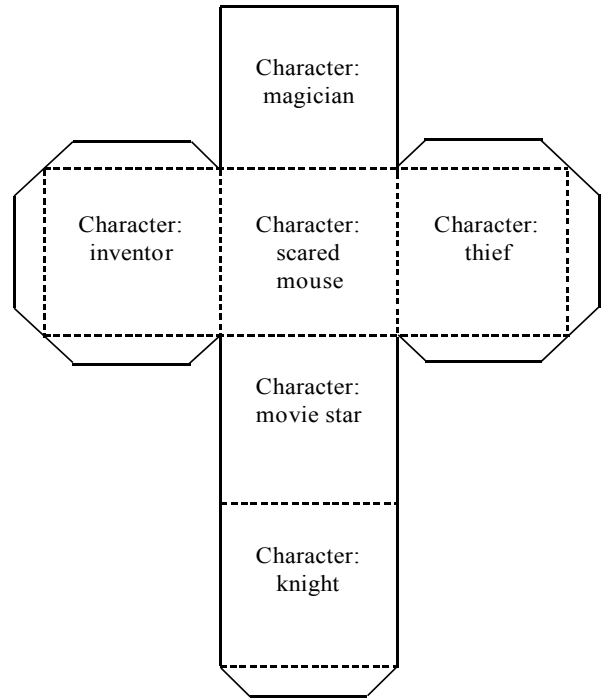 Character:
magician
Character:
inventor
Character:
scared
mouse
Character:
thief
Character:
movie star
Character:
knight